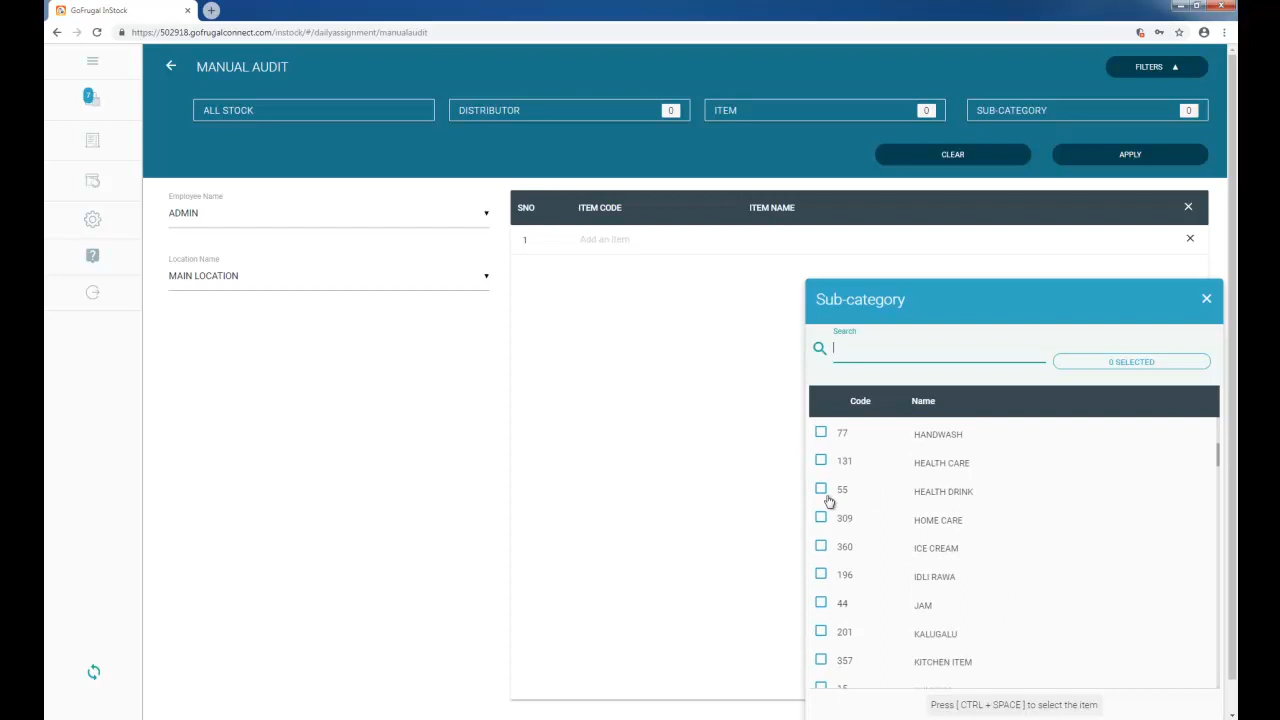 GoFrugal InStock
https://502918.gofrugalconnect.com/instock/#/dailyassignment/manualaudit
7
MANUAL AUDIT
FILTERS ▲
ALL STOCK
DISTRIBUTOR 0
ITEM 0
SUB-CATEGORY 0
CLEAR
APPLY
Employee Name
ADMIN
Location Name
MAIN LOCATION
SNO ITEM CODE ITEM NAME
1 Add an item
Sub-category
Search
0 SELECTED
Code Name
77 HANDWASH
131 HEALTH CARE
55 HEALTH DRINK
309 HOME CARE
360 ICE CREAM
196 IDLI RAWA
44 JAM
201 KALUGALU
357 KITCHEN ITEM
Press [ CTRL + SPACE ] to select the item